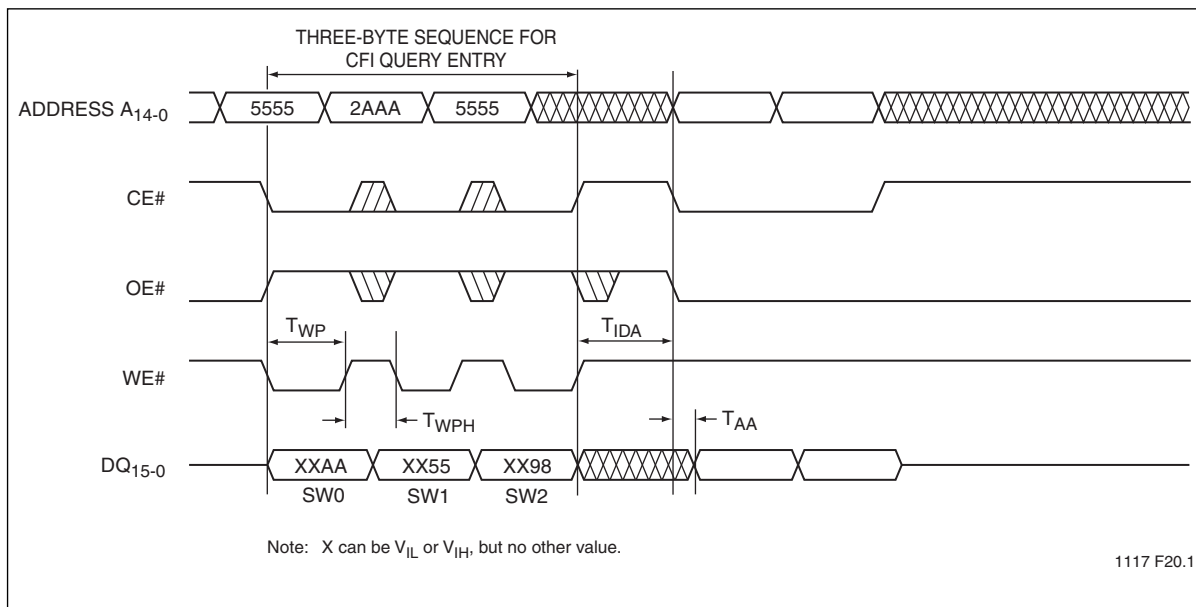 THREE-BYTE SEQUENCE FOR
CFI QUERY ENTRY
ADDRESS A14-0
5555
2AAA
5555
CE#
OE#
TWP
TIDA
WE#
TWPH
TAA
DQ15-0
XXAA
XX55
XX98
SW0
SW1
SW2
Note: X can be VIL or VIH, but no other value.
1117 F20.1